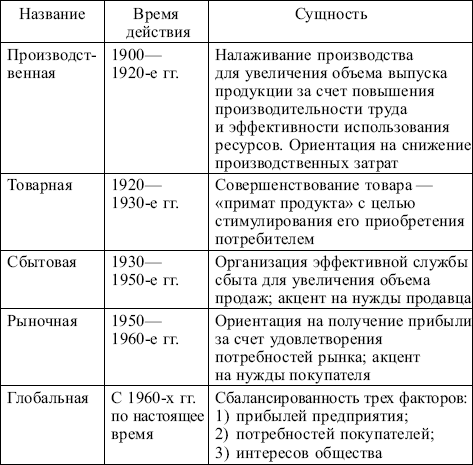 Название Время действия Сущность
Производст-
венная
1900—
1920-е гг.
Налаживание производства
для увеличения объема выпуска
продукции за счет повышения
производительности труда
и эффективности использования
ресурсов. Ориентация на снижение
производственных затрат
Товарная
1920—
1930-е гг.
Совершенствование товара —
«примат продукта» с целью
стимулирования его приобретения
потребителем
Сбытовая
1930—
1950-е гг.
Организация эффективной службы
сбыта для увеличения объема
продаж; акцент на нужды продавца
Рыночная
1950—
1960-е гг.
Ориентация на получение прибыли
за счет удовлетворения
потребностей рынка; акцент
на нужды покупателя
Глобальная
С 1960-х гг.
по настоящее
время
Сбалансированность трех факторов:
1) прибылей предприятия;
2) потребностей покупателей;
3) интересов общества